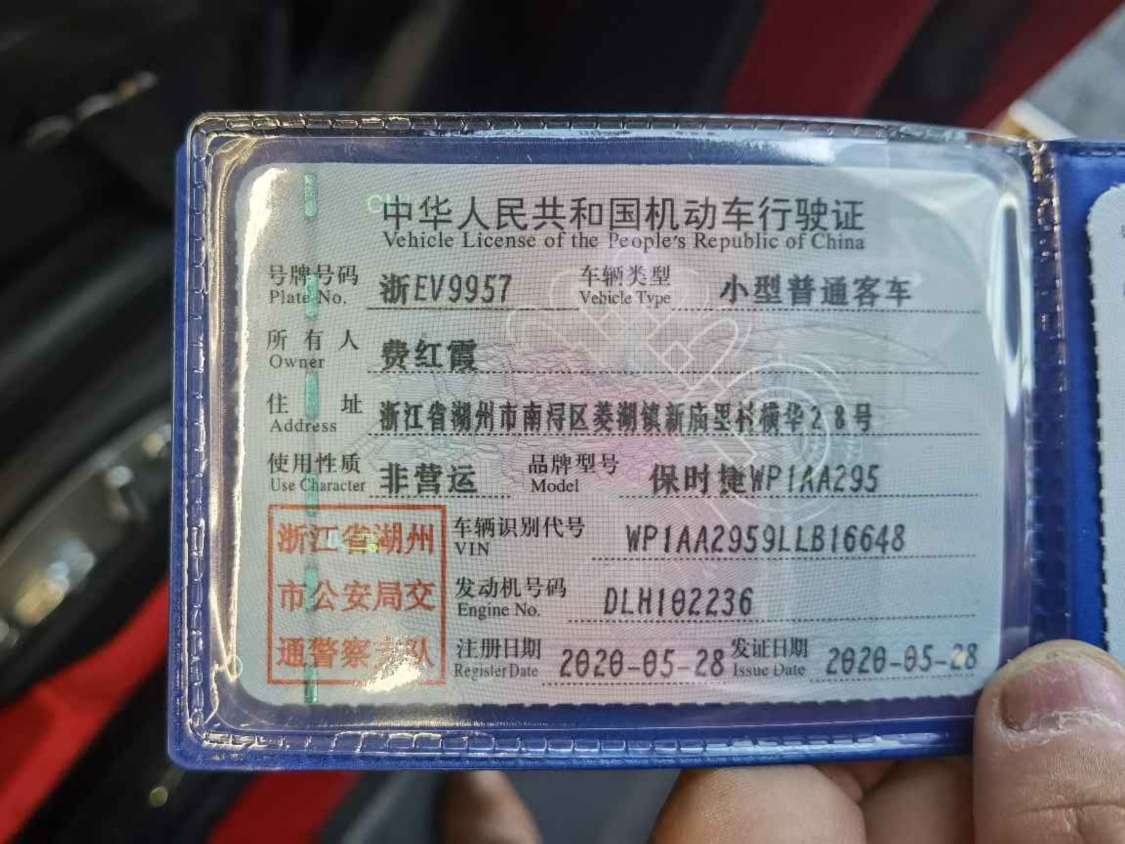 中华人民共和国机动车行驶证
Vehicle License of the People's Republic of China
号牌号码 浙EV9957 车辆类型 小型普通客车
Plate No. Vehicle Type
所有人 费红霞
Owner
住址 浙江省湖州市南浔区菱湖镇新庙里村横华28号
Address
使用性质 非营运 品牌型号 保时捷WP1AA295
Use Character Model
浙江省湖州 车辆识别代号 WP1AA2959LLB16648
VIN
市公安局交 发动机号码 DLH102236
Engine No.
通警察支队 注册日期 2020-05-28 发证日期 2020-05-28
Register Date Issue Date